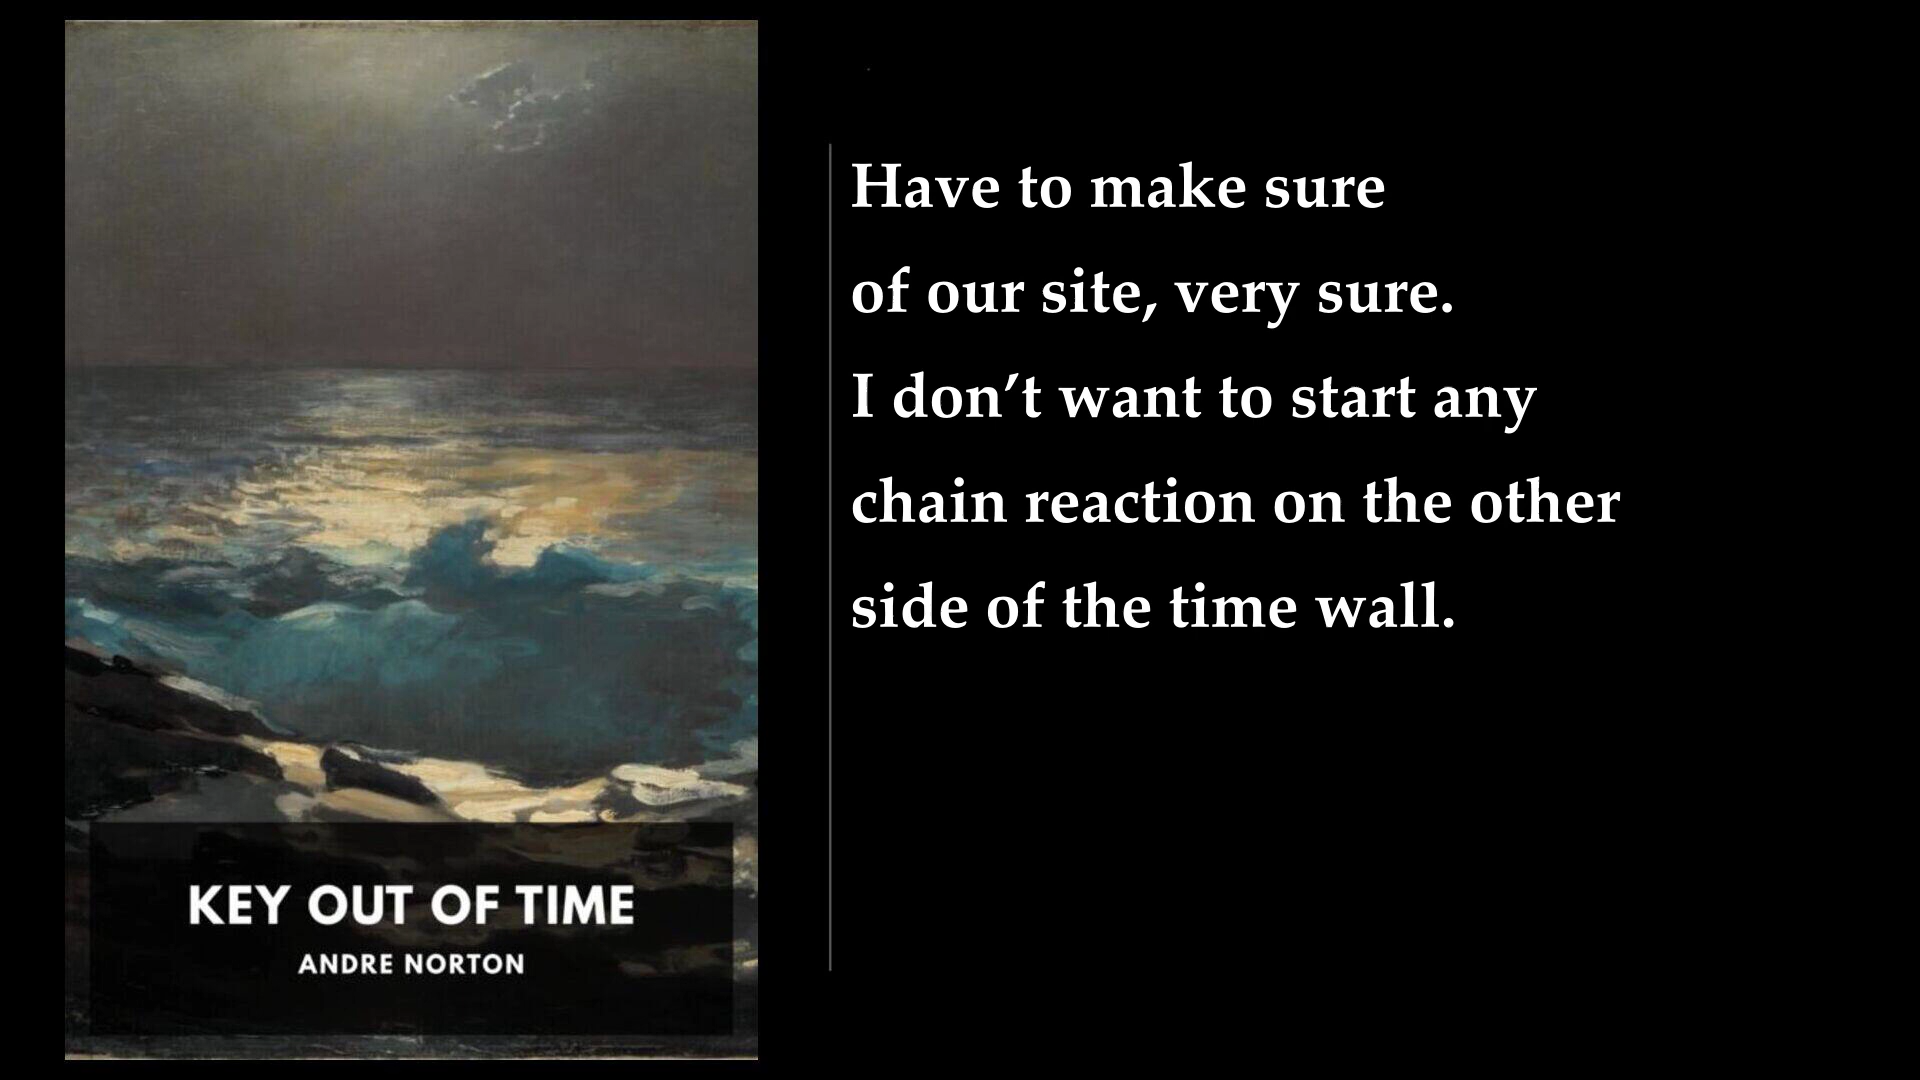 Have to make sure
of our site, very sure.
I don’t want to start any
chain reaction on the other
side of the time wall.
KEY OUT OF TIME
ANDRE NORTON